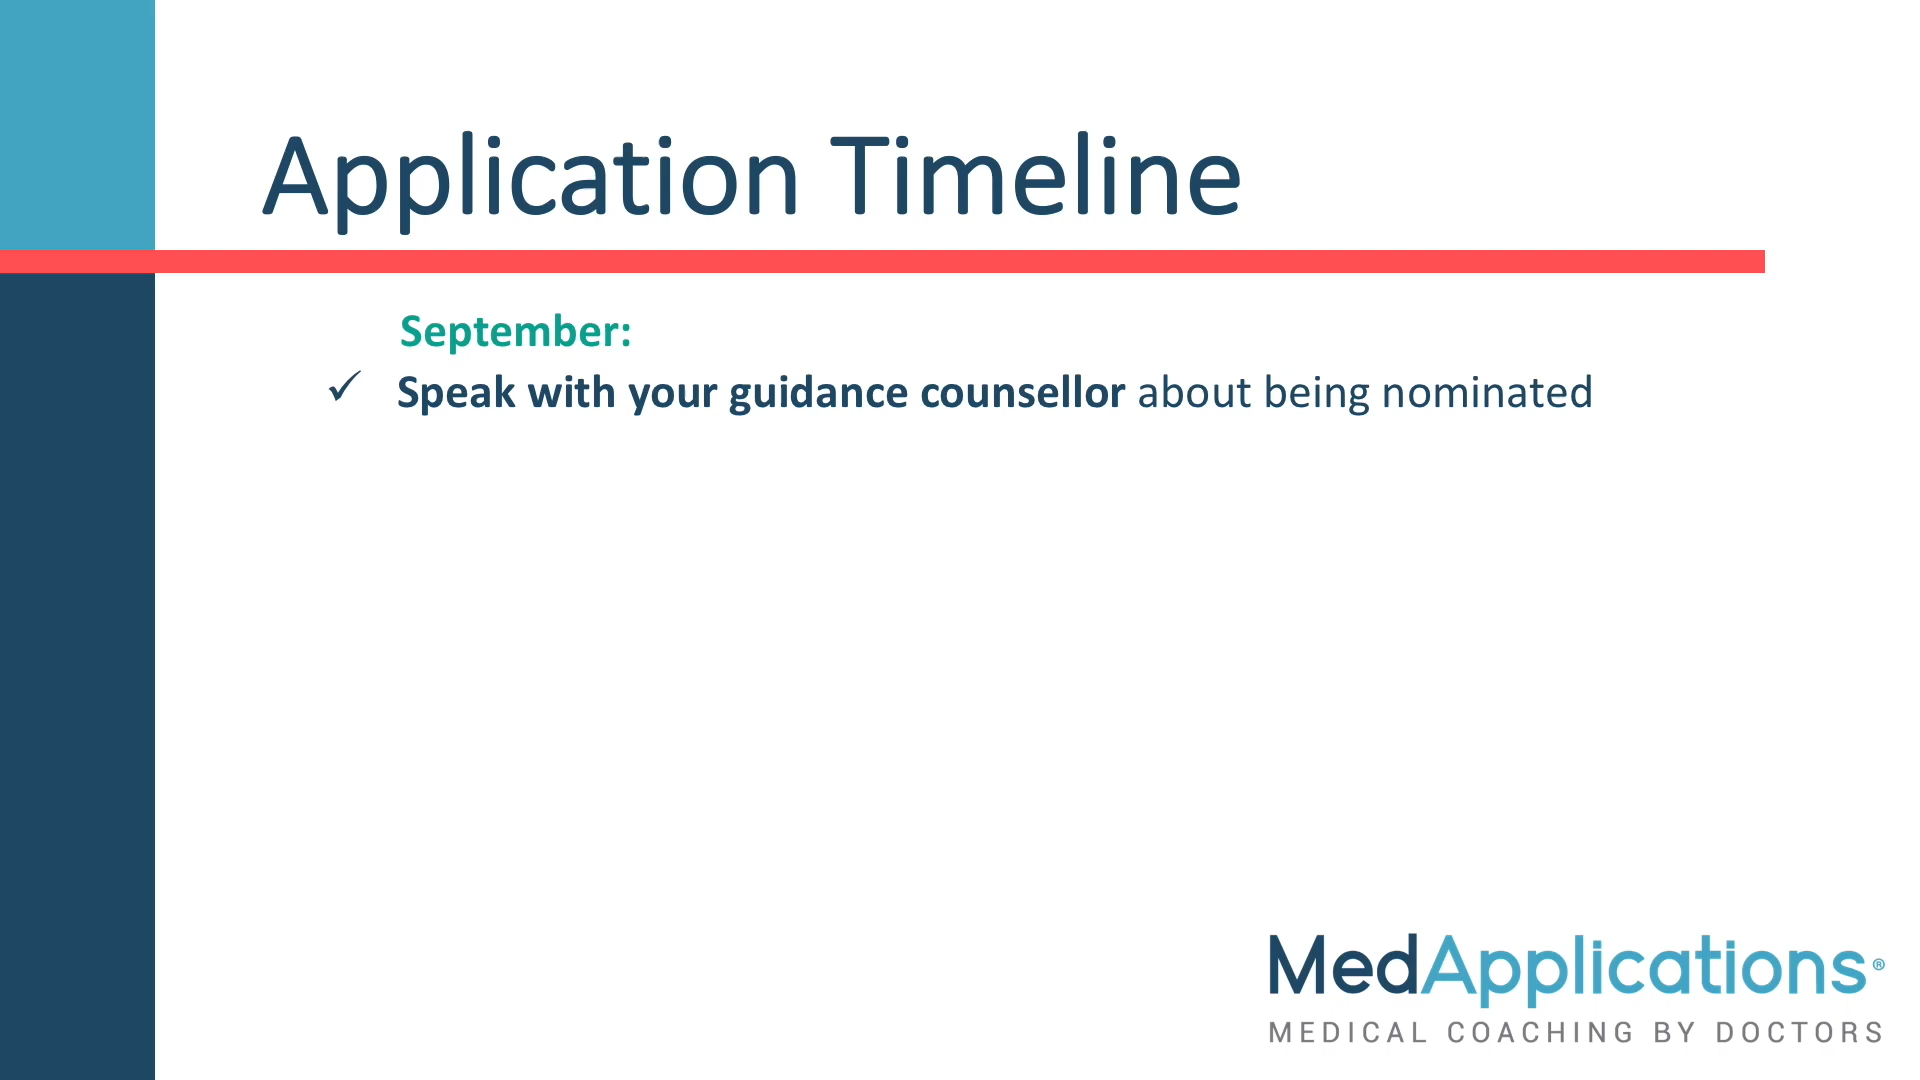 Application Timeline
September:
✓ Speak with your guidance counsellor about being nominated
MedApplications®
MEDICAL COACHING BY DOCTORS